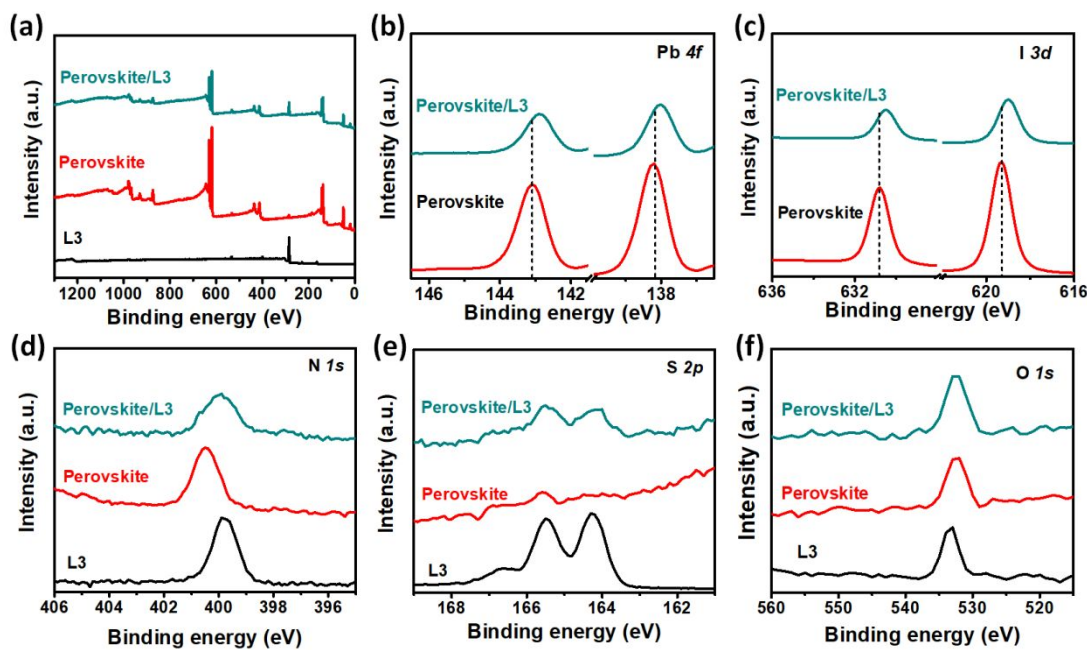 (a)
Intensity (a.u.)
Perovskite/L3
Perovskite
L3
1200 1000 800 600 400 200 0
Binding energy (eV)
(b)
Intensity (a.u.)
Pb 4f
Perovskite/L3
Perovskite
146 144 142 138
Binding energy (eV)
(c)
Intensity (a.u.)
I 3d
Perovskite/L3
Perovskite
636 632 620 616
Binding energy (eV)
(d)
Intensity (a.u.)
N 1s
Perovskite/L3
Perovskite
L3
406 404 402 400 398 396
Binding energy (eV)
(e)
Intensity (a.u.)
S 2p
Perovskite/L3
Perovskite
L3
168 166 164 162
Binding energy (eV)
(f)
Intensity (a.u.)
O 1s
Perovskite/L3
Perovskite
L3
560 550 540 530 520
Binding energy (eV)